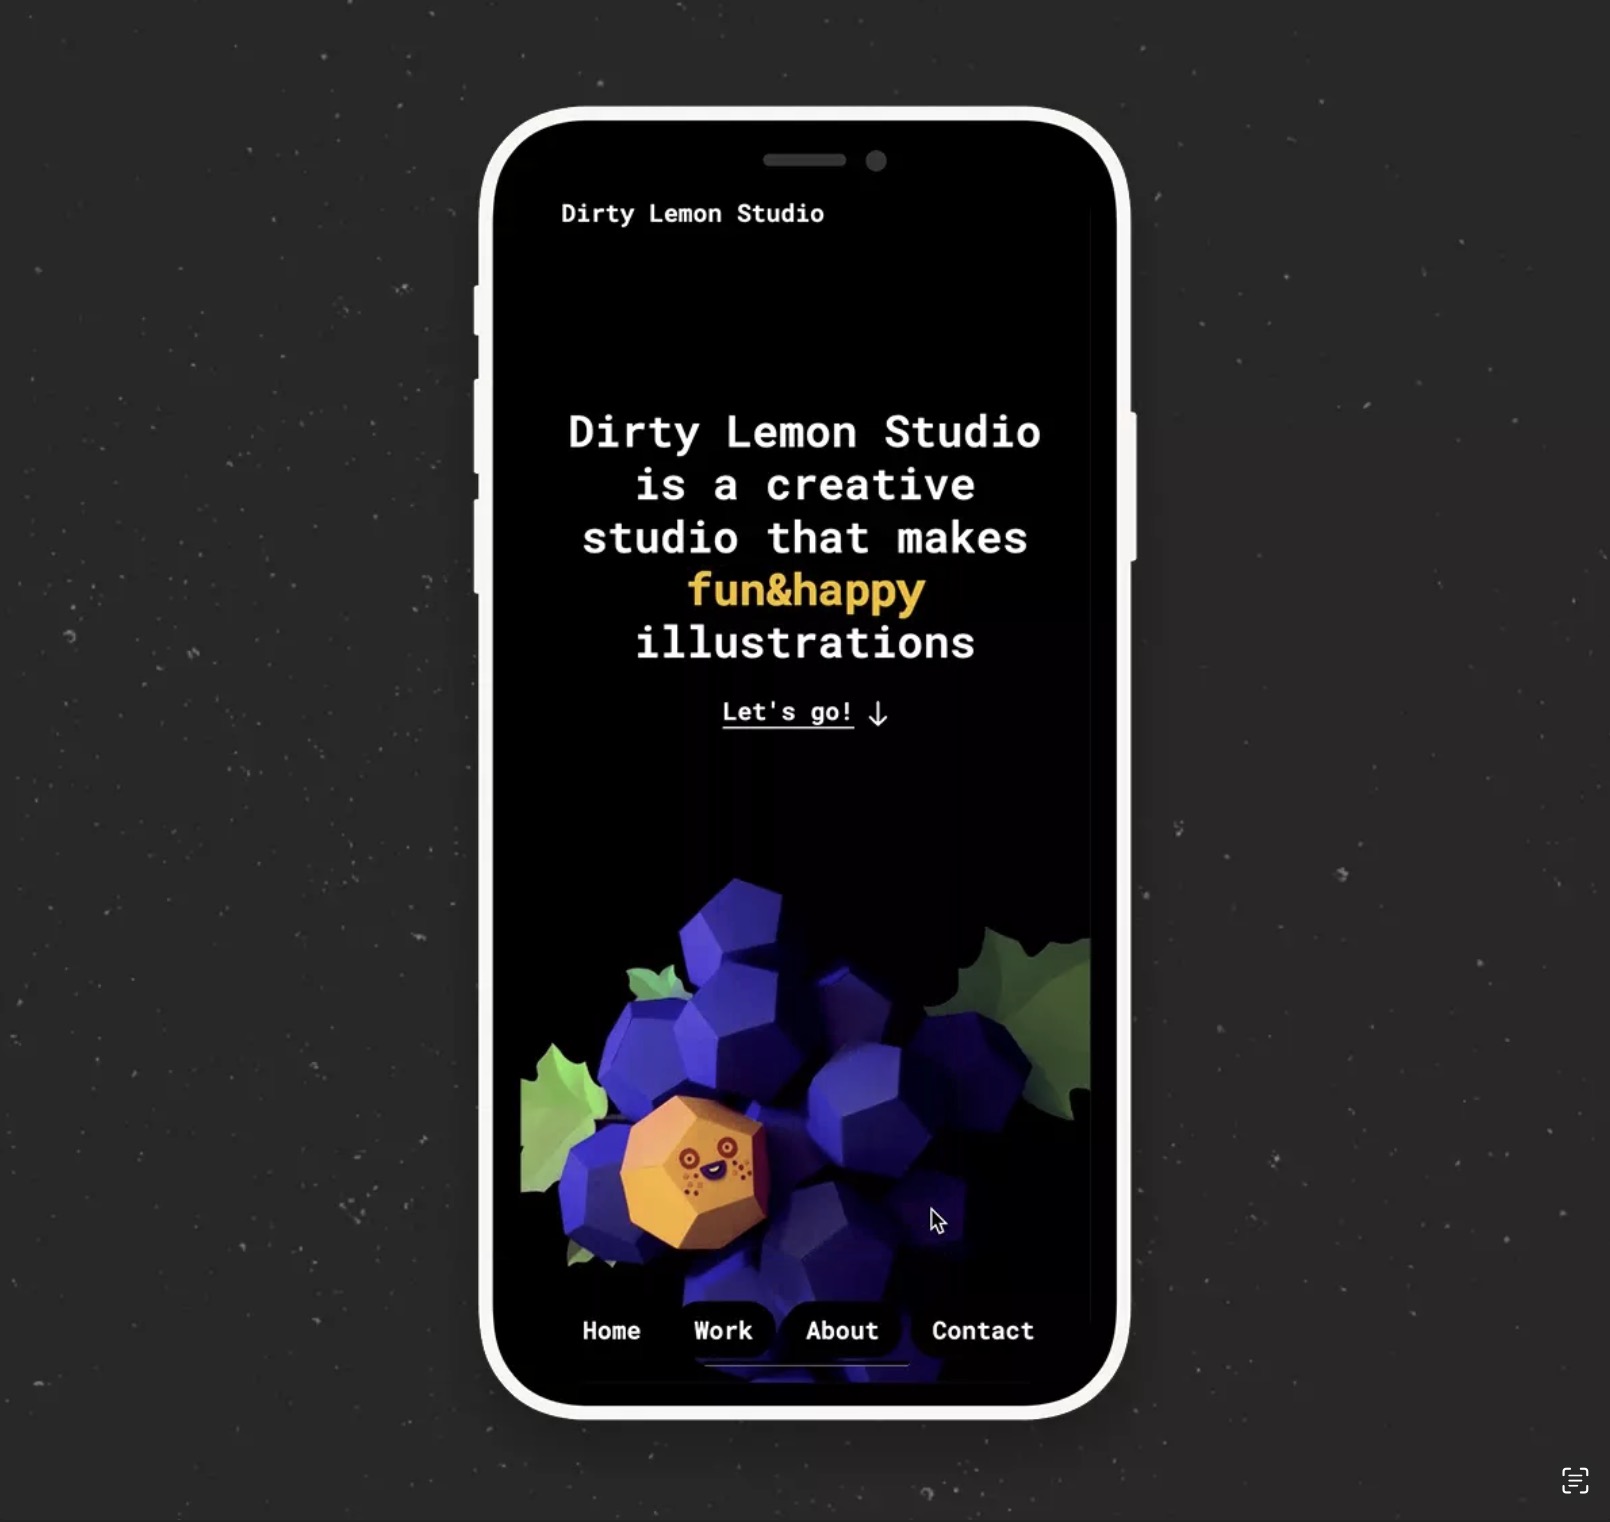 Dirty Lemon Studio
Dirty Lemon Studio
is a creative
studio that makes
fun&happy
illustrations
Let's go! ↓
Home Work About Contact